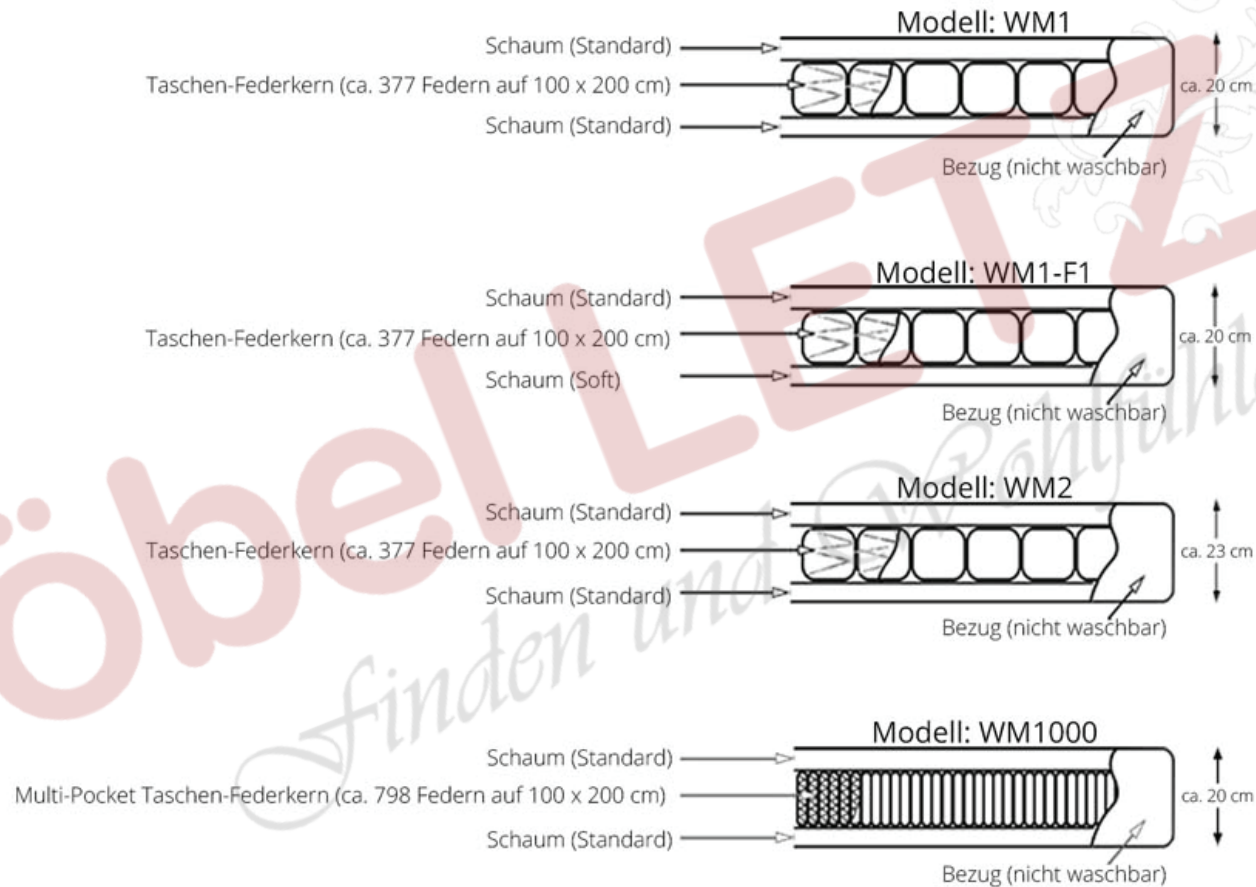 Modell: WM1
Schaum (Standard)
Taschen-Federkern (ca. 377 Federn auf 100 x 200 cm)
ca. 20 cm
Schaum (Standard)
Bezug (nicht waschbar)
Modell: WM1-F1
Schaum (Standard)
Taschen-Federkern (ca. 377 Federn auf 100 x 200 cm)
ca. 20 cm
Schaum (Soft)
Bezug (nicht waschbar)
Modell: WM2
Schaum (Standard)
Taschen-Federkern (ca. 377 Federn auf 100 x 200 cm)
ca. 23 cm
Schaum (Standard)
Bezug (nicht waschbar)
Modell: WM1000
Schaum (Standard)
Multi-Pocket Taschen-Federkern (ca. 798 Federn auf 100 x 200 cm)
ca. 20 cm
Schaum (Standard)
Bezug (nicht waschbar)
öbel LETZ
finden und Wohlfühl